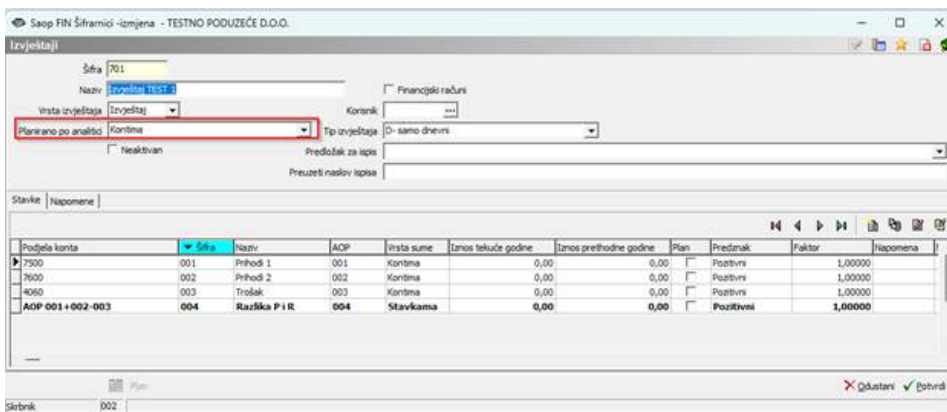 Saop FIN Šifrarnici -izmjena - TESTNO PODUZEĆE D.O.O.
Izvještaji
Šifra 701
Naziv Izvještaj TEST 1
Financijski računi
Vrsta izvještaja Izvještaj
Korisnik ...
Planirano po analitici Kontima
Tip izvještaja D- samo dnevni
Neaktivan
Predložak za ispis
Preuzeti naslov ispisa
Stavke Napomene
Podjela konta Šifra Naziv AOP Vrsta sume Iznos tekuće godine Iznos prethodne godine Plan Predznak Faktor Napomena
7500 001 Prihodi 1 001 Kontima 0,00 0,00 Pozitivni 1,00000
7600 002 Prihodi 2 002 Kontima 0,00 0,00 Pozitivni 1,00000
4060 003 Trošak 003 Kontima 0,00 0,00 Pozitivni 1,00000
AOP 001+002-003 004 Razlika P i R 004 Stavkama 0,00 0,00 Pozitivni 1,00000
Plan
Odustani Potvrdi
Skrbnik 002